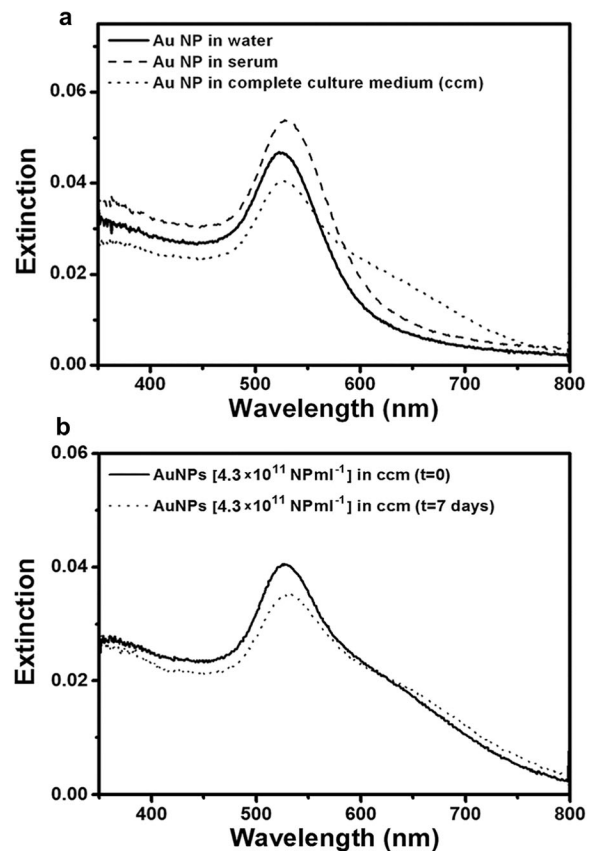 a
Au NP in water
Au NP in serum
Au NP in complete culture medium (ccm)
0.06
0.04
0.02
0.00
Extinction
400 500 600 700 800
Wavelength (nm)
b
0.06
AuNPs [4.3×10¹¹ NPml⁻¹] in ccm (t=0)
AuNPs [4.3×10¹¹ NPml⁻¹] in ccm (t=7 days)
0.04
0.02
0.00
Extinction
400 500 600 700 800
Wavelength (nm)